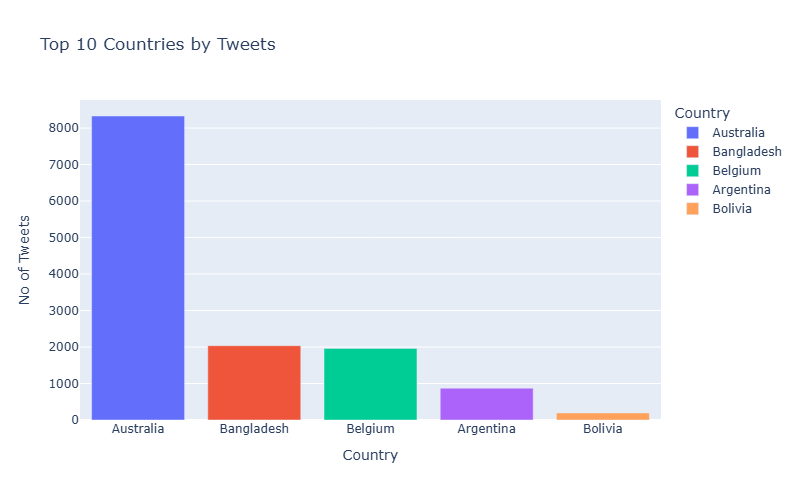 Top 10 Countries by Tweets
No of Tweets
8000
7000
6000
5000
4000
3000
2000
1000
0
Australia
Bangladesh
Belgium
Argentina
Bolivia
Country
Country
Australia
Bangladesh
Belgium
Argentina
Bolivia